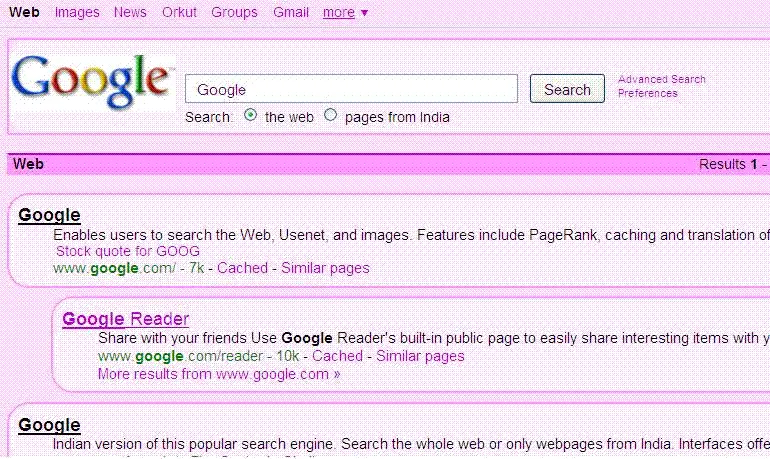 Web Images News Orkut Groups Gmail more ▼
Google
Google Search Advanced Search
Preferences
Search: the web pages from India
Web Results 1 -
Google
Enables users to search the Web, Usenet, and images. Features include PageRank, caching and translation of
Stock quote for GOOG
www.google.com/ - 7k - Cached - Similar pages
Google Reader
Share with your friends Use Google Reader's built-in public page to easily share interesting items with y
www.google.com/reader - 10k - Cached - Similar pages
More results from www.google.com »
Google
Indian version of this popular search engine. Search the whole web or only webpages from India. Interfaces offe